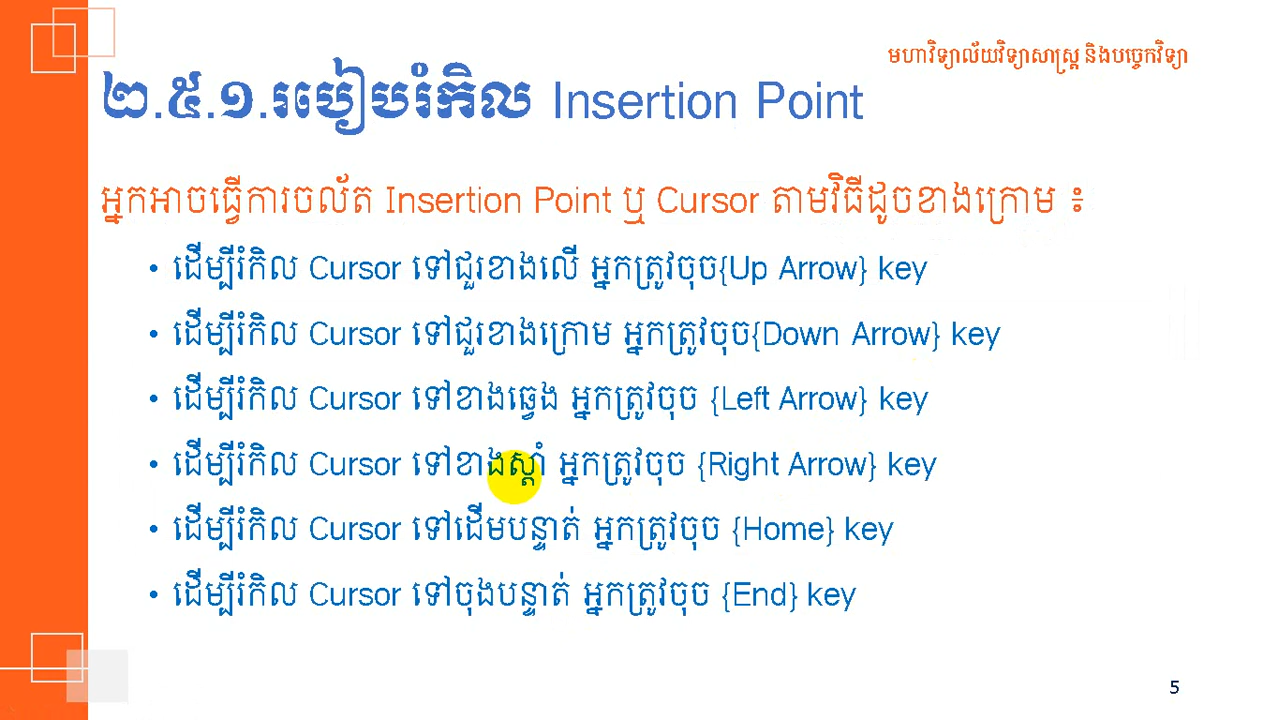 មហាវិទ្យាល័យវិទ្យាសាស្ត្រ និងបច្ចេកវិទ្យា
២.៥.១.របៀបរំកិល Insertion Point
អ្នកអាចធ្វើការចល័ត Insertion Point ឬ Cursor តាមវិធីដូចខាងក្រោម ៖
• ដើម្បីរំកិល Cursor ទៅជួរខាងលើ អ្នកត្រូវចុច{Up Arrow} key
• ដើម្បីរំកិល Cursor ទៅជួរខាងក្រោម អ្នកត្រូវចុច{Down Arrow} key
• ដើម្បីរំកិល Cursor ទៅខាងឆ្វេង អ្នកត្រូវចុច {Left Arrow} key
• ដើម្បីរំកិល Cursor ទៅខាងស្តាំ អ្នកត្រូវចុច {Right Arrow} key
• ដើម្បីរំកិល Cursor ទៅដើមបន្ទាត់ អ្នកត្រូវចុច {Home} key
• ដើម្បីរំកិល Cursor ទៅចុងបន្ទាត់ អ្នកត្រូវចុច {End} key
5